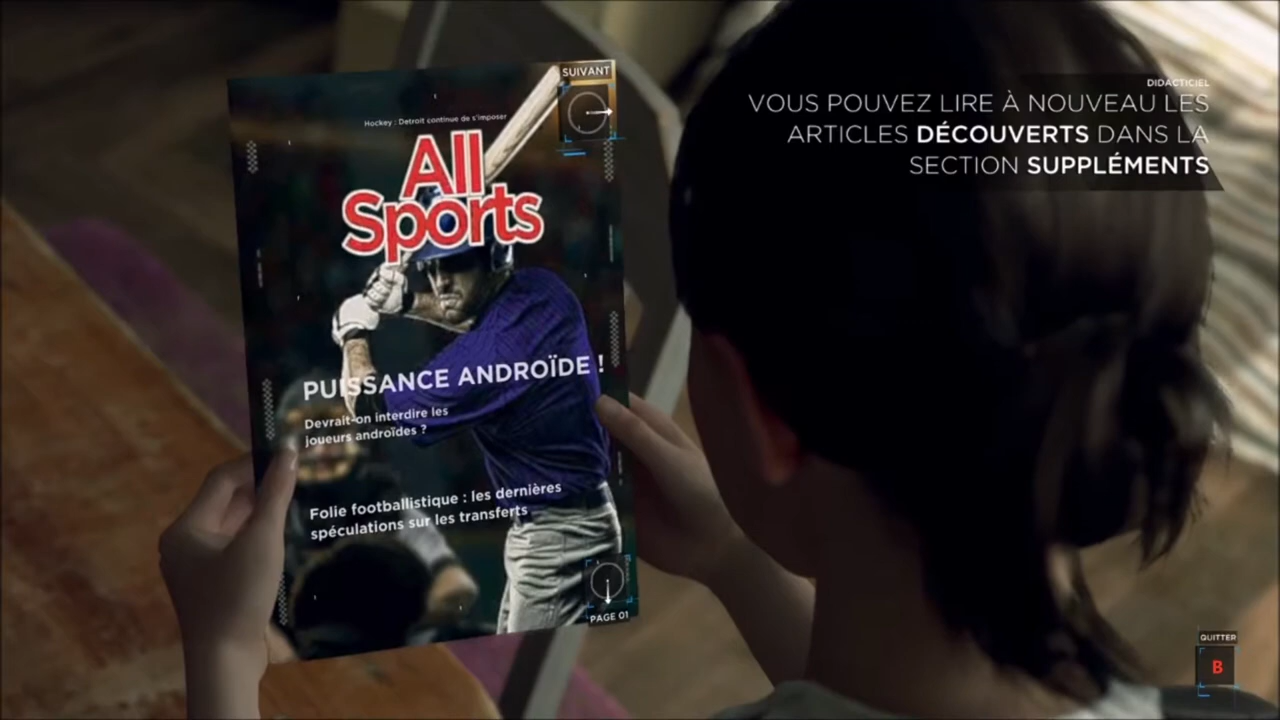 SUIVANT
DIDACTICIEL
VOUS POUVEZ LIRE À NOUVEAU LES
ARTICLES DÉCOUVERTS DANS LA
SECTION SUPPLÉMENTS
Hockey : Detroit continue de s'imposer
All
Sports
PUISSANCE ANDROÏDE !
Devrait-on interdire les
joueurs androïdes ?
Folie footballistique : les dernières
spéculations sur les transferts
PAGE 01
QUITTER
B